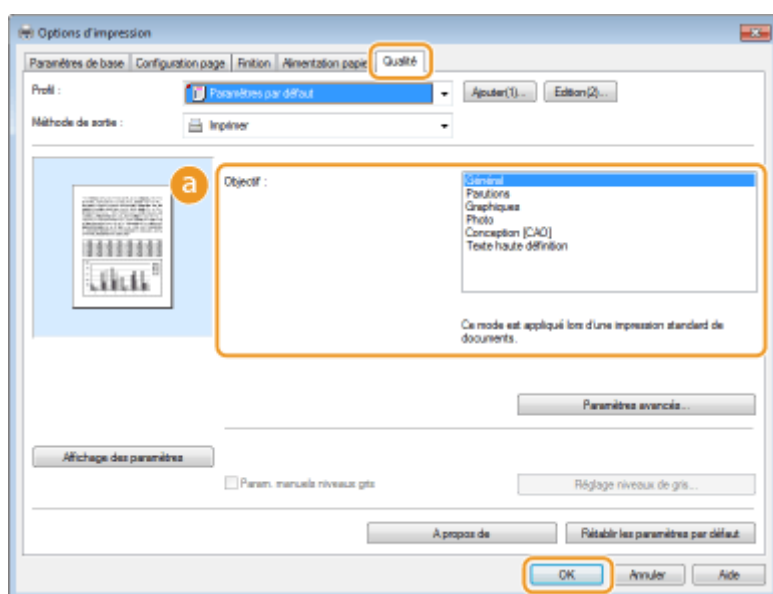 Options d'impression
Paramètres de base Configuration page Finition Alimentation papier Qualité
Profil : Paramètres par défaut Ajouter(1)... Edition(2)...
Méthode de sortie : Imprimer
a
Objectif : Général
Parutions
Graphiques
Photo
Conception [CAO]
Texte haute définition
Ce mode est appliqué lors d'une impression standard de
documents.
Paramètres avancés...
Affichage des paramètres
Param. manuels niveaux gris Réglage niveaux de gris...
A propos de Rétablir les paramètres par défaut
OK Annuler Aide